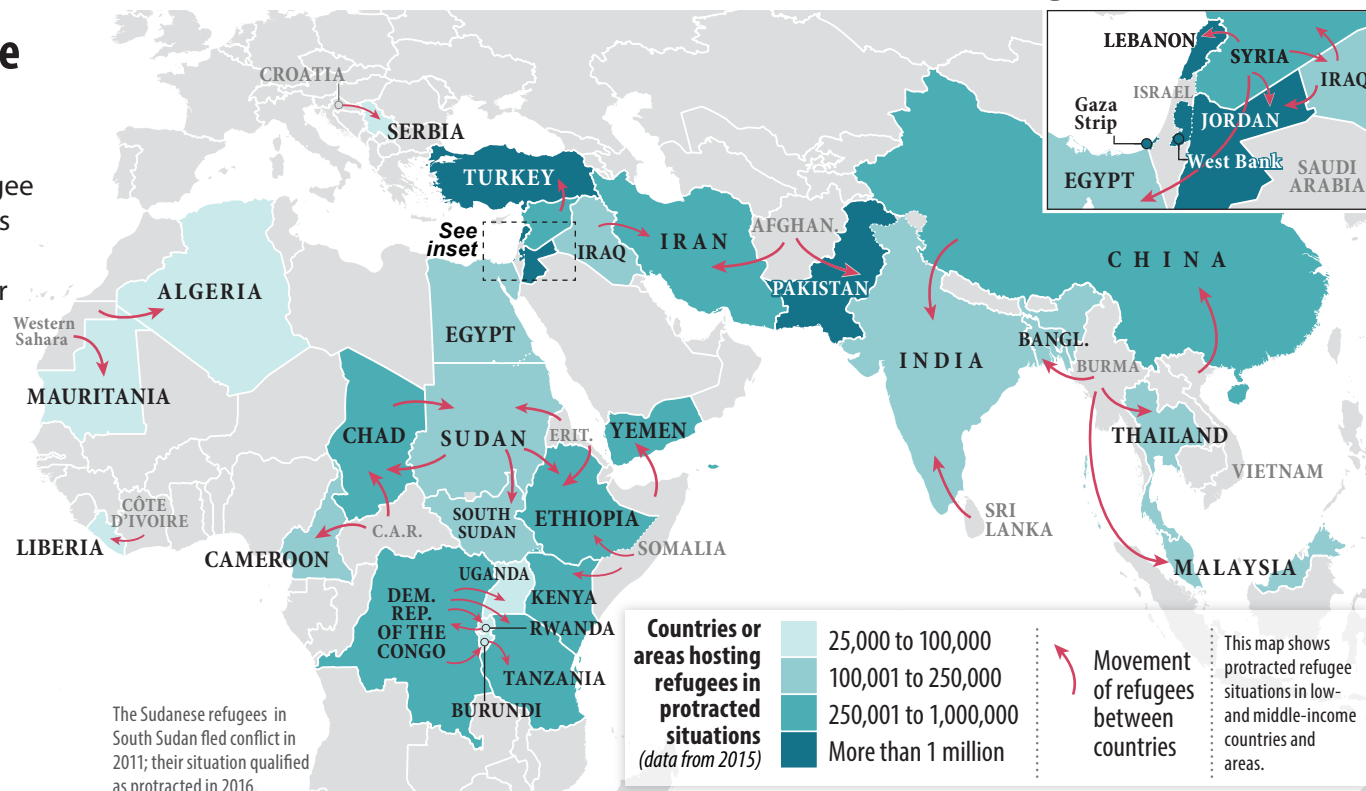 e
gee
s
r
CROATIA
SERBIA
TURKEY
See
inset
IRAQ
IRAN
AFGHAN.
PAKISTAN
CHINA
INDIA
BANGL.
BURMA
THAILAND
VIETNAM
SRI
LANKA
MALAYSIA
ALGERIA
Western
Sahara
MAURITANIA
EGYPT
CHAD
SUDAN
ERIT.
YEMEN
CÔTE
D'IVOIRE
LIBERIA
C.A.R.
CAMEROON
SOUTH
SUDAN
ETHIOPIA
SOMALIA
UGANDA
KENYA
DEM.
REP.
OF THE
CONGO
RWANDA
TANZANIA
BURUNDI
LEBANON
SYRIA
IRAQ
ISRAEL
Gaza
Strip
JORDAN
West Bank
EGYPT
SAUDI
ARABIA
The Sudanese refugees in
South Sudan fled conflict in
2011; their situation qualified
as protracted in 2016.
Countries or
areas hosting
refugees in
protracted
situations
(data from 2015)
25,000 to 100,000
100,001 to 250,000
250,001 to 1,000,000
More than 1 million
Movement
of refugees
between
countries
This map shows
protracted refugee
situations in low-
and middle-income
countries and
areas.